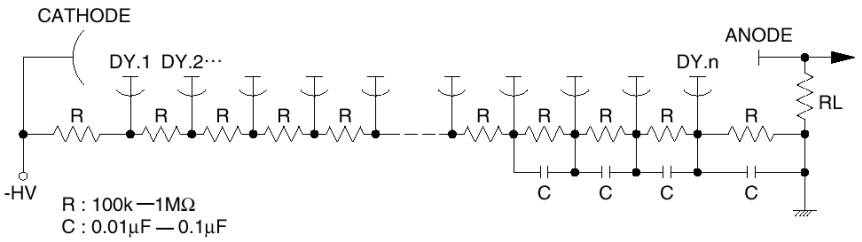 CATHODE
ANODE
DY.1 DY.2··· DY.n
RL
R R R R R R R R R R
C C C C
-HV
R : 100k—1MΩ
C : 0.01µF — 0.1µF